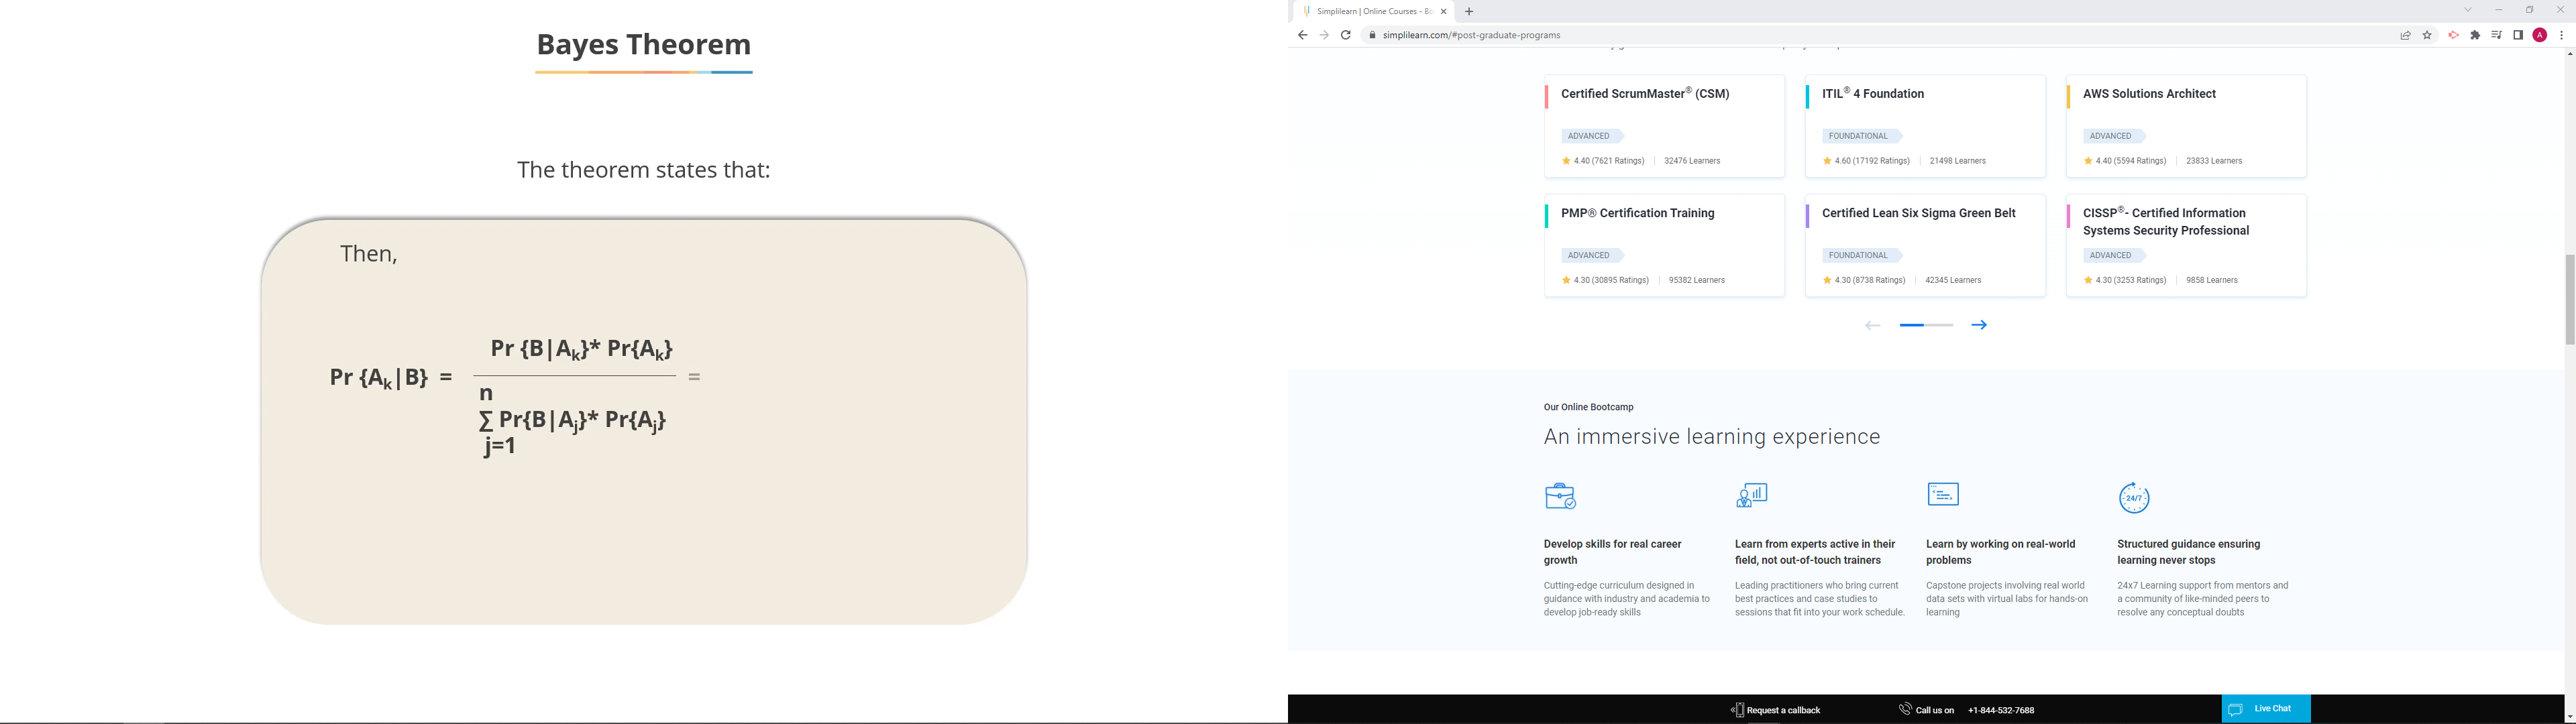 Bayes Theorem
The theorem states that:
Then,
Pr {B|Aₖ}* Pr{Aₖ}
Pr {Aₖ|B} = =
n
∑ Pr{B|Aⱼ}* Pr{Aⱼ}
j=1
Simplilearn | Online Courses - Bo
simplilearn.com/#post-graduate-programs
A
Certified ScrumMaster® (CSM)
ADVANCED
4.40 (7621 Ratings) 32476 Learners
ITIL® 4 Foundation
FOUNDATIONAL
4.60 (17192 Ratings) 21498 Learners
AWS Solutions Architect
ADVANCED
4.40 (5594 Ratings) 23833 Learners
PMP® Certification Training
ADVANCED
4.30 (30895 Ratings) 95382 Learners
Certified Lean Six Sigma Green Belt
FOUNDATIONAL
4.30 (8738 Ratings) 42345 Learners
CISSP®- Certified Information
Systems Security Professional
ADVANCED
4.30 (3253 Ratings) 9858 Learners
Our Online Bootcamp
An immersive learning experience
Develop skills for real career
growth
Cutting-edge curriculum designed in
guidance with industry and academia to
develop job-ready skills
Learn from experts active in their
field, not out-of-touch trainers
Leading practitioners who bring current
best practices and case studies to
sessions that fit into your work schedule.
Learn by working on real-world
problems
Capstone projects involving real world
data sets with virtual labs for hands-on
learning
24/7
Structured guidance ensuring
learning never stops
24x7 Learning support from mentors and
a community of like-minded peers to
resolve any conceptual doubts
Request a callback
Call us on +1-844-532-7688
Live Chat